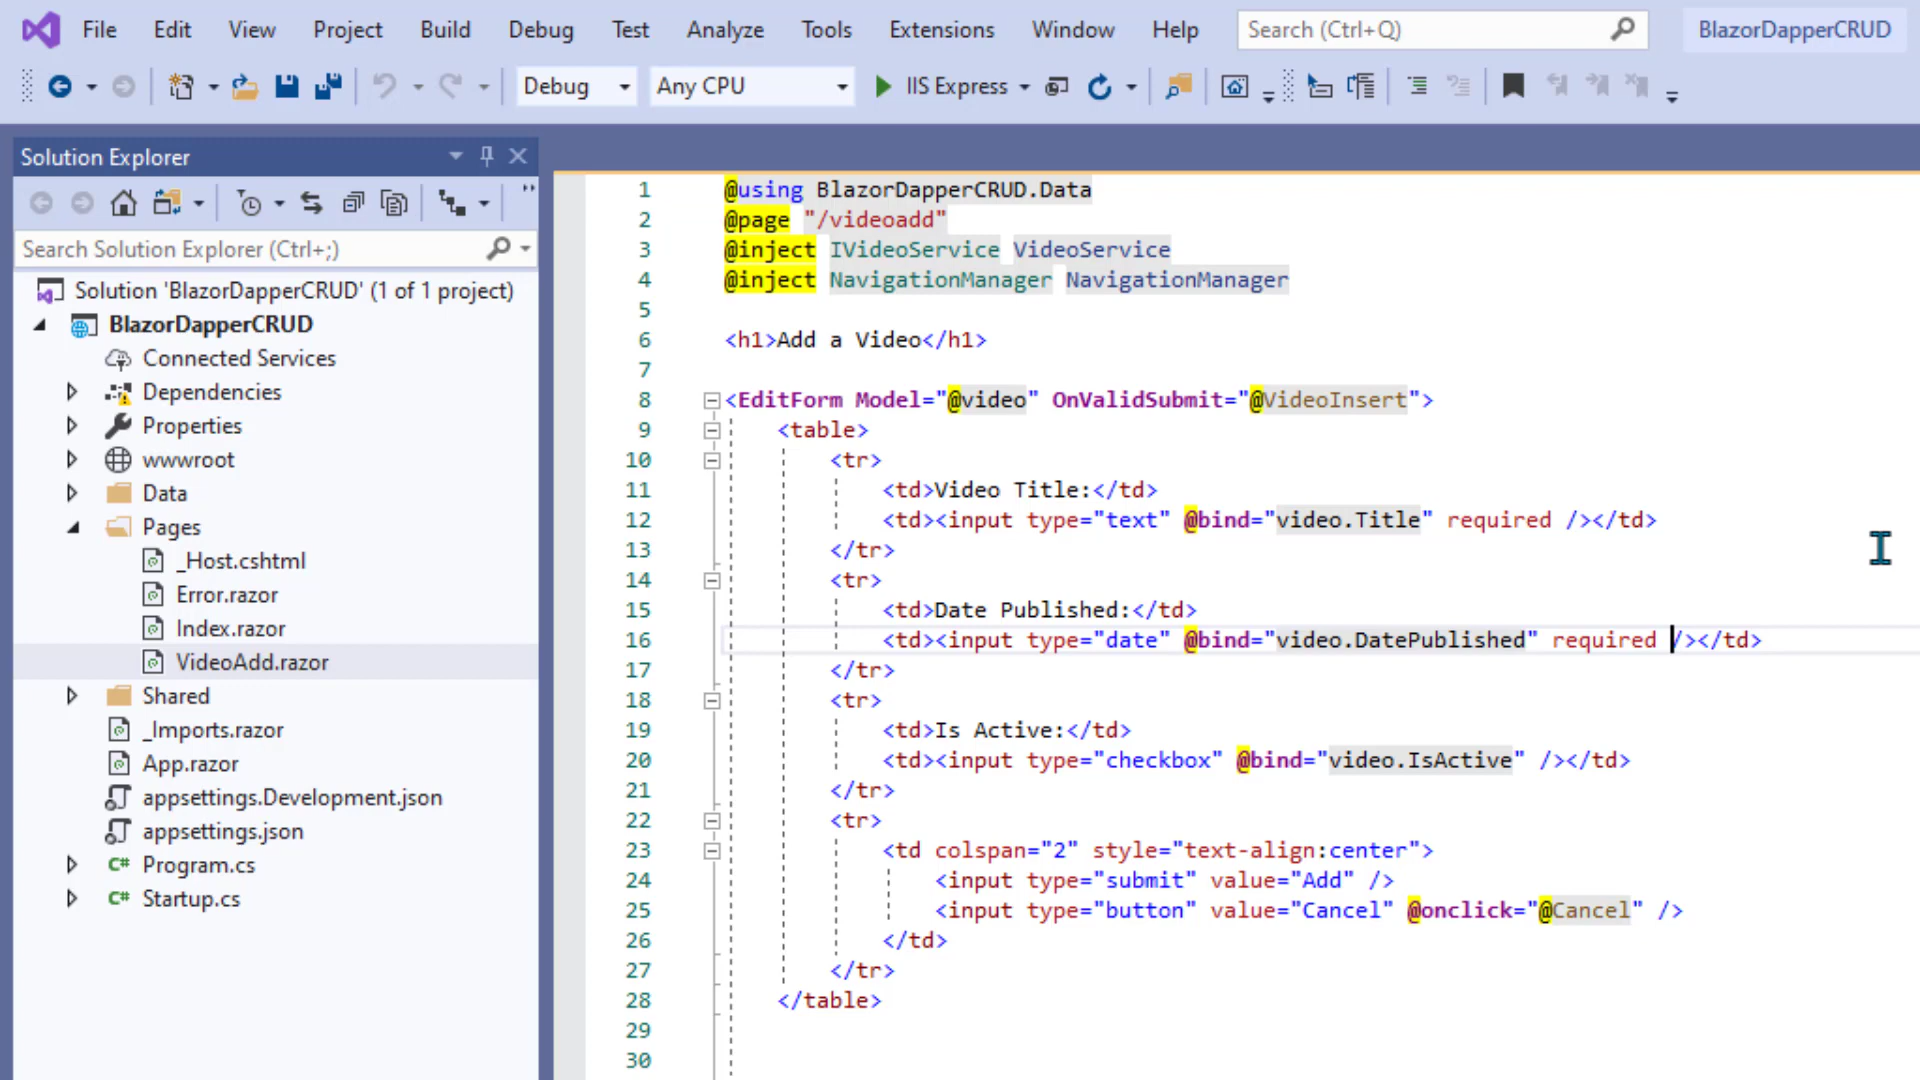 File Edit View Project Build Debug Test Analyze Tools Extensions Window Help Search (Ctrl+Q) BlazorDapperCRUD
Debug Any CPU IIS Express
Solution Explorer
Search Solution Explorer (Ctrl+;)
Solution 'BlazorDapperCRUD' (1 of 1 project)
BlazorDapperCRUD
Connected Services
Dependencies
Properties
wwwroot
Data
Pages
_Host.cshtml
Error.razor
Index.razor
VideoAdd.razor
Shared
_Imports.razor
App.razor
appsettings.Development.json
appsettings.json
C# Program.cs
C# Startup.cs
1 @using BlazorDapperCRUD.Data
2 @page "/videoadd"
3 @inject IVideoService VideoService
4 @inject NavigationManager NavigationManager
5
6 <h1>Add a Video</h1>
7
8 <EditForm Model="@video" OnValidSubmit="@VideoInsert">
9 <table>
10 <tr>
11 <td>Video Title:</td>
12 <td><input type="text" @bind="video.Title" required /></td>
13 </tr>
14 <tr>
15 <td>Date Published:</td>
16 <td><input type="date" @bind="video.DatePublished" required /></td>
17 </tr>
18 <tr>
19 <td>Is Active:</td>
20 <td><input type="checkbox" @bind="video.IsActive" /></td>
21 </tr>
22 <tr>
23 <td colspan="2" style="text-align:center">
24 <input type="submit" value="Add" />
25 <input type="button" value="Cancel" @onclick="@Cancel" />
26 </td>
27 </tr>
28 </table>
29
30